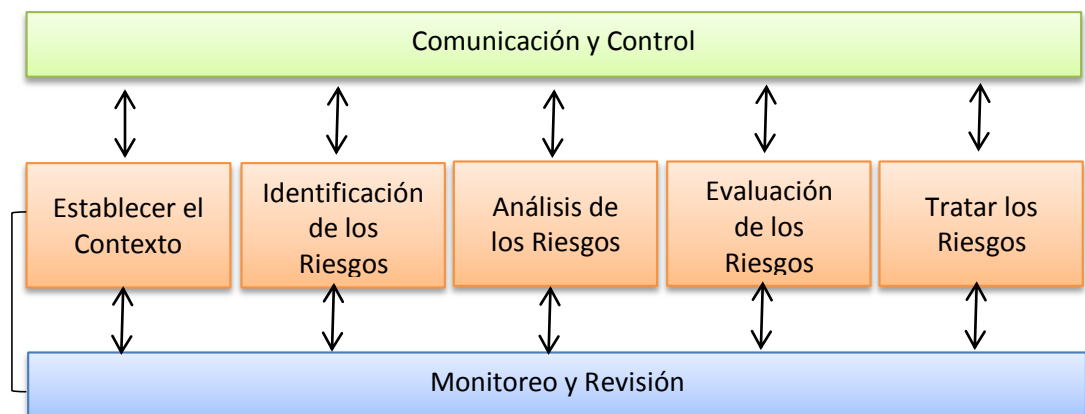 Comunicación y Control
Establecer el
Contexto
Identificación
de los
Riesgos
Análisis de
los Riesgos
Evaluación
de los
Riesgos
Tratar los
Riesgos
Monitoreo y Revisión